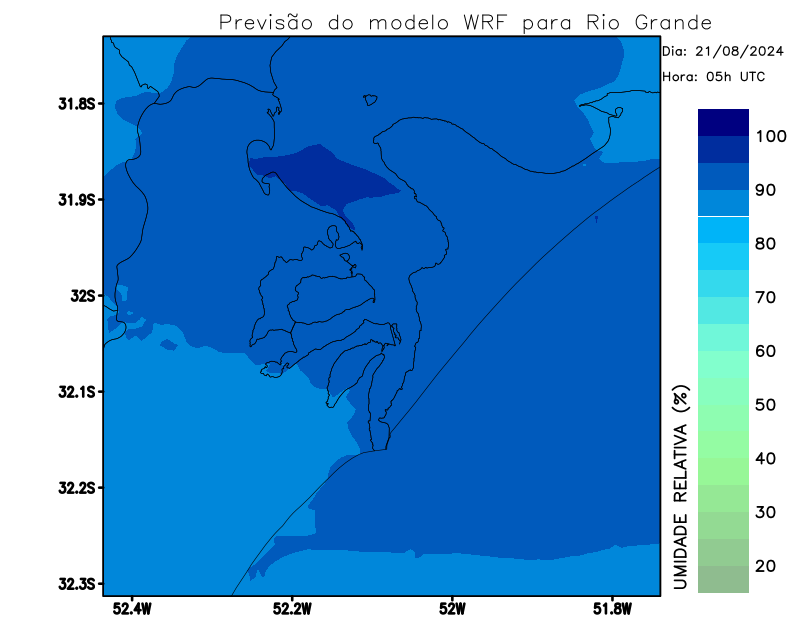 Previsão do modelo WRF para Rio Grande
Dia: 21/08/2024
Hora: 05h UTC
31.8S
31.9S
32S
32.1S
32.2S
32.3S
52.4W
52.2W
52W
51.8W
100
90
80
70
60
50
40
30
20
UMIDADE RELATIVA (%)